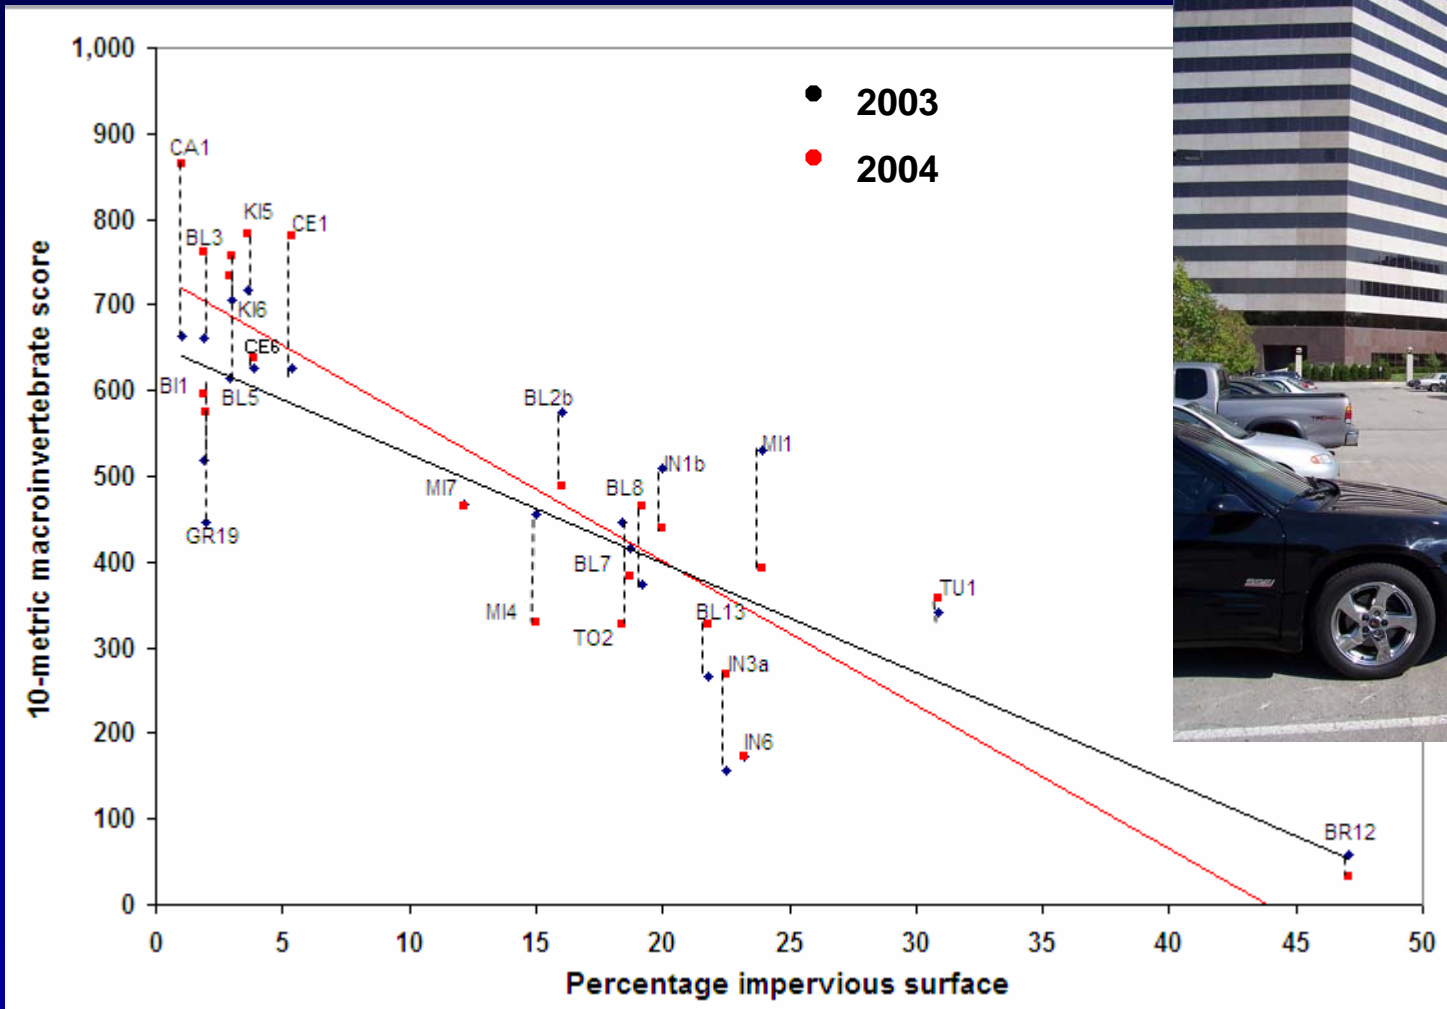 1,000
900
800
700
600
500
400
300
200
100
0
0 5 10 15 20 25 30 35 40 45 50
10-metric macroinvertebrate score
Percentage impervious surface
2003
2004
CA1
KI5
CE1
BL3
KI6
CE6
BI1
BL5
GR19
BL2b
MI7
IN1b
MI1
BL8
BL7
MI4
TO2
BL13
TU1
IN3a
IN6
BR12